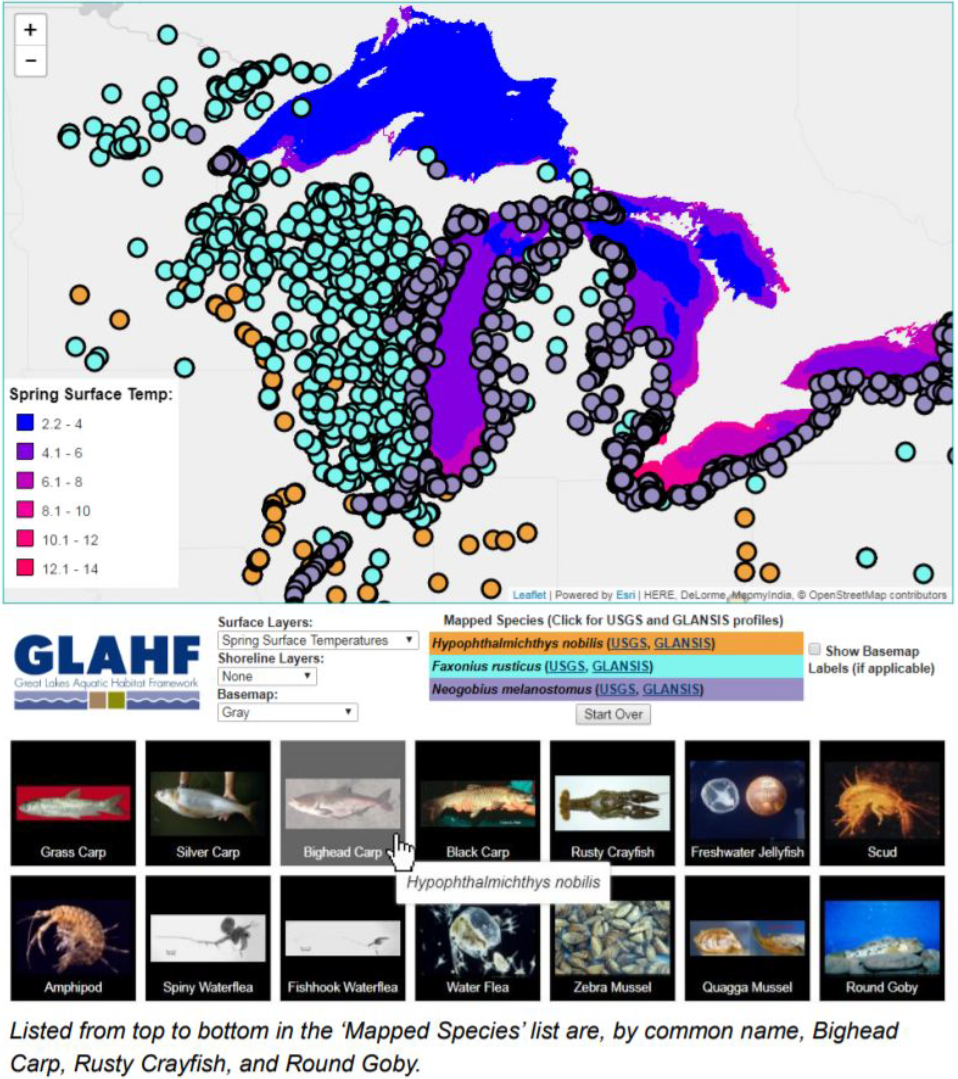 +
−
Spring Surface Temp:
2.2 - 4
4.1 - 6
6.1 - 8
8.1 - 10
10.1 - 12
12.1 - 14
Leaflet | Powered by Esri | HERE, DeLorme, MapmyIndia, © OpenStreetMap contributors
GLAHF
Great Lakes Aquatic Habitat Framework
Surface Layers:
Spring Surface Temperatures
Shoreline Layers:
None
Basemap:
Gray
Mapped Species (Click for USGS and GLANSIS profiles)
Hypophthalmichthys nobilis (USGS, GLANSIS)
Faxonius rusticus (USGS, GLANSIS)
Neogobius melanostomus (USGS, GLANSIS)
Start Over
Show Basemap
Labels (if applicable)
Grass Carp
Silver Carp
Bighead Carp
Black Carp
Rusty Crayfish
Freshwater Jellyfish
Scud
Hypophthalmichthys nobilis
Amphipod
Spiny Waterflea
Fishhook Waterflea
Water Flea
Zebra Mussel
Quagga Mussel
Round Goby
Listed from top to bottom in the ‘Mapped Species’ list are, by common name, Bighead
Carp, Rusty Crayfish, and Round Goby.